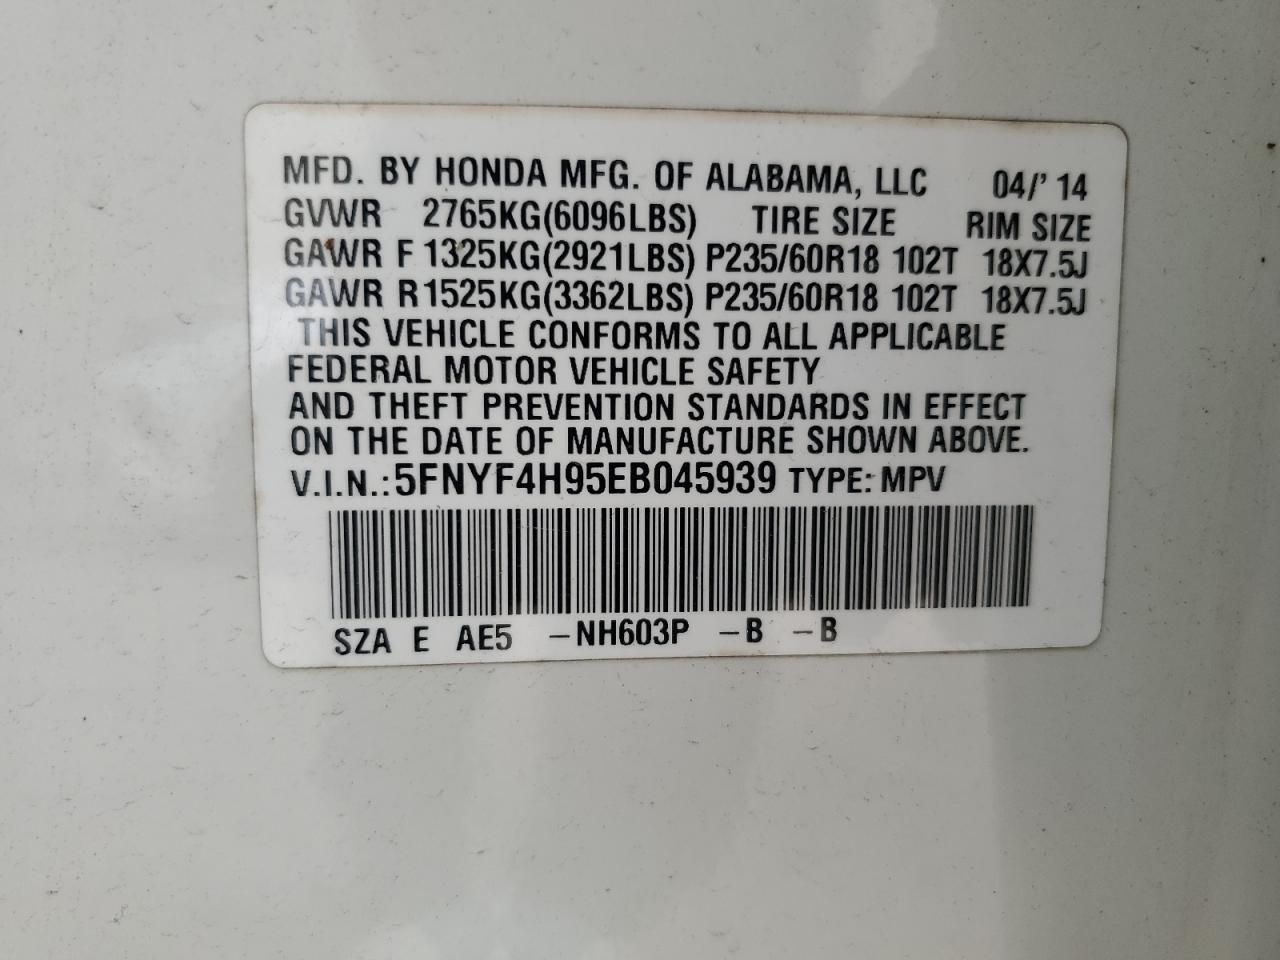 MFD. BY HONDA MFG. OF ALABAMA, LLC 04/' 14
GVWR 2765KG(6096LBS) TIRE SIZE RIM SIZE
GAWR F 1325KG(2921LBS) P235/60R18 102T 18X7.5J
GAWR R1525KG(3362LBS) P235/60R18 102T 18X7.5J
THIS VEHICLE CONFORMS TO ALL APPLICABLE
FEDERAL MOTOR VEHICLE SAFETY
AND THEFT PREVENTION STANDARDS IN EFFECT
ON THE DATE OF MANUFACTURE SHOWN ABOVE.
V.I.N.: 5FNYF4H95EB045939 TYPE: MPV
SZA E AE5 –NH603P –B –B